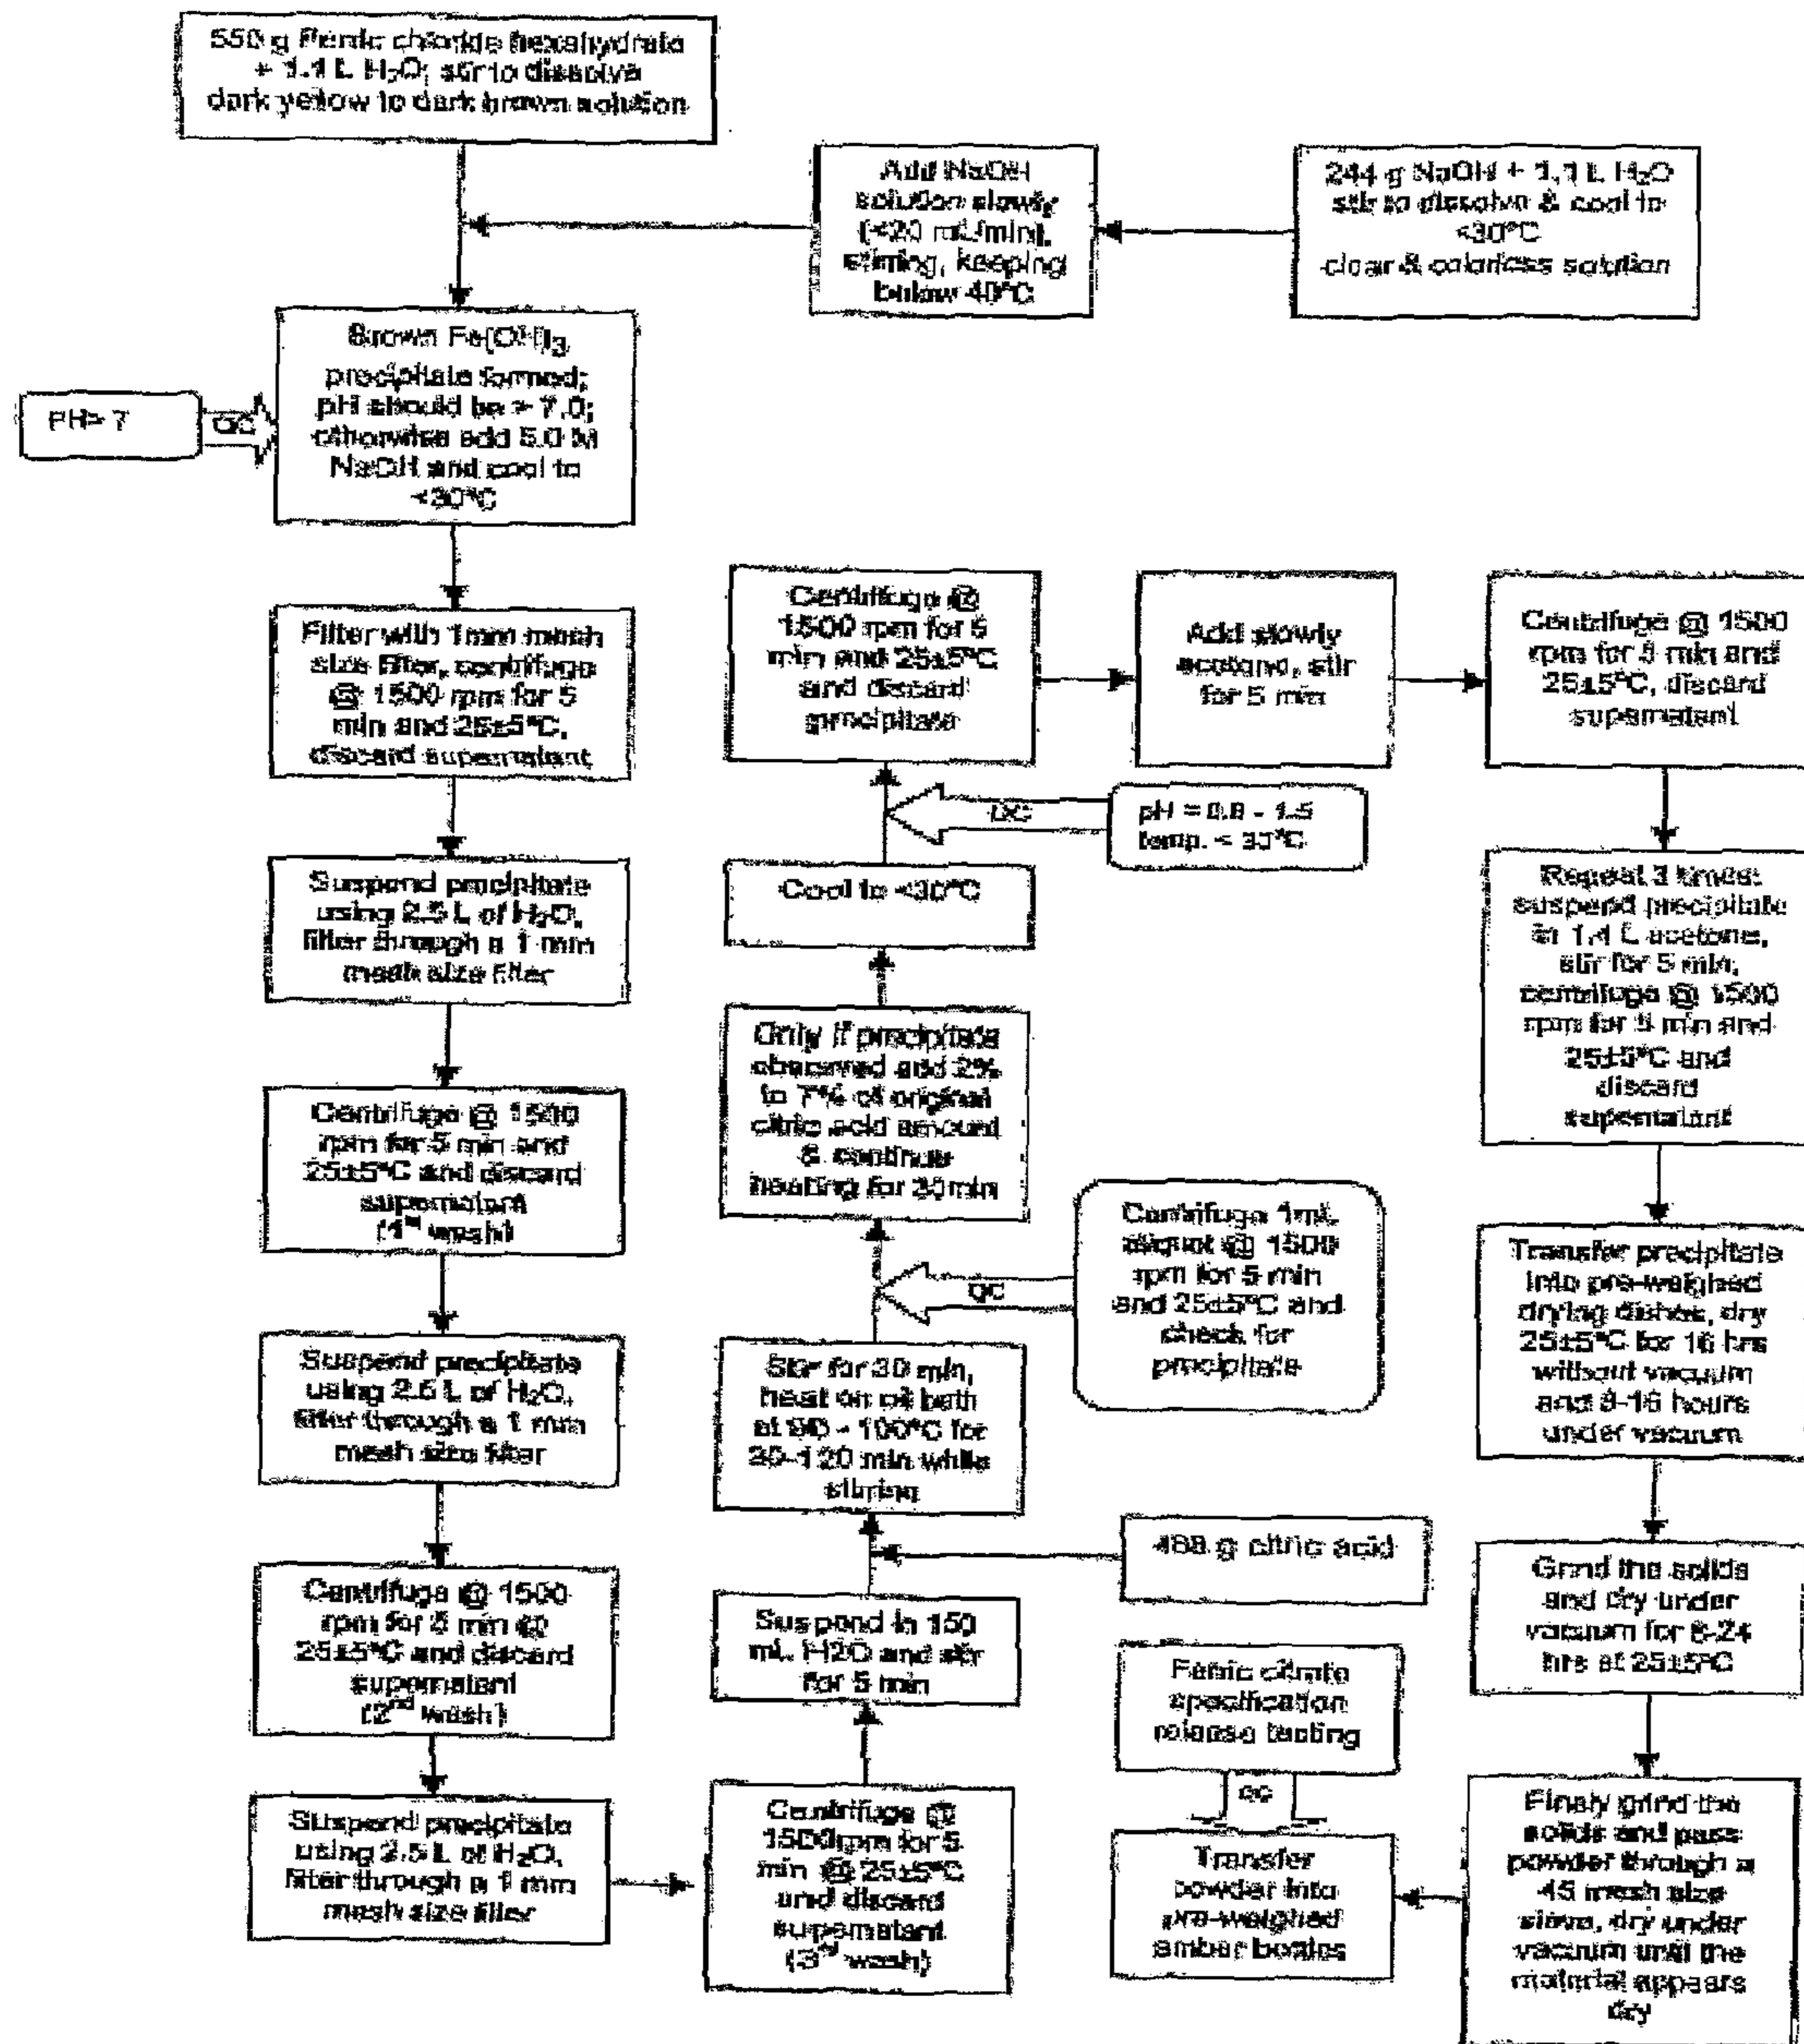 550 g Ferric chloride hexahydrate
+ 1.1 L H₂O; stir to dissolve
dark yellow to dark brown solution
Add NaOH
solution slowly
(<20 mL/min),
stirring, keeping
below 40°C
244 g NaOH + 1.1 L H₂O
stir to dissolve & cool to
<30°C
clear & colorless solution
Brown Fe(OH)₃
precipitate formed;
pH should be > 7.0;
otherwise add 5.0 M
NaOH and cool to
<30°C
PH> 7
QC
Filter with 1mm mesh
size filter, centrifuge
@ 1500 rpm for 5
min and 25±5°C,
discard supernatant
Suspend precipitate
using 2.5 L of H₂O,
filter through a 1 mm
mesh size filter
Centrifuge @ 1500
rpm for 5 min and
25±5°C and discard
supernatant
(1st wash)
Suspend precipitate
using 2.5 L of H₂O,
filter through a 1 mm
mesh size filter
Centrifuge @ 1500
rpm for 5 min @
25±5°C and discard
supernatant
(2nd wash)
Suspend precipitate
using 2.5 L of H₂O,
filter through a 1 mm
mesh size filter
Centrifuge @
1500rpm for 5
min @ 25±5°C
and discard
supernatant
(3rd wash)
Suspend in 150
mL H2O and stir
for 5 min
g citric acid
Stir for 30 min,
heat on oil bath
at - 100°C for
min while
stirring
QC
Centrifuge 1mL
aliquot @ 1500
rpm for 5 min
and 25±5°C and
check for
precipitate
Only if precipitate
observed add 2%
to 7% of original
citric acid amount
& continue
heating for min
Cool to <30°C
QC
pH = 0.8 - 1.5
temp. < 30°C
Centrifuge @
1500 rpm for 5
min and 25±5°C
and discard
precipitate
Add slowly
acetone, stir
for 5 min
Centrifuge @ 1500
rpm for 5 min and
25±5°C, discard
supernatant
Repeat 3 times:
suspend precipitate
in 1.4 L acetone,
stir for 5 min,
centrifuge @ 1500
rpm for 5 min and
25±5°C and
discard
supernatant
Transfer precipitate
into pre-weighed
drying dishes, dry
25±5°C for 16 hrs
without vacuum
and 8-16 hours
under vacuum
Grind the solids
and dry under
vacuum for 8-24
hrs at 25±5°C
Finely grind the
solids and pass
powder through a
45 mesh size
sieve, dry under
vacuum until the
material appears
dry
Ferric citrate
specification
release testing
QC
Transfer
powder into
pre-weighed
amber bottles